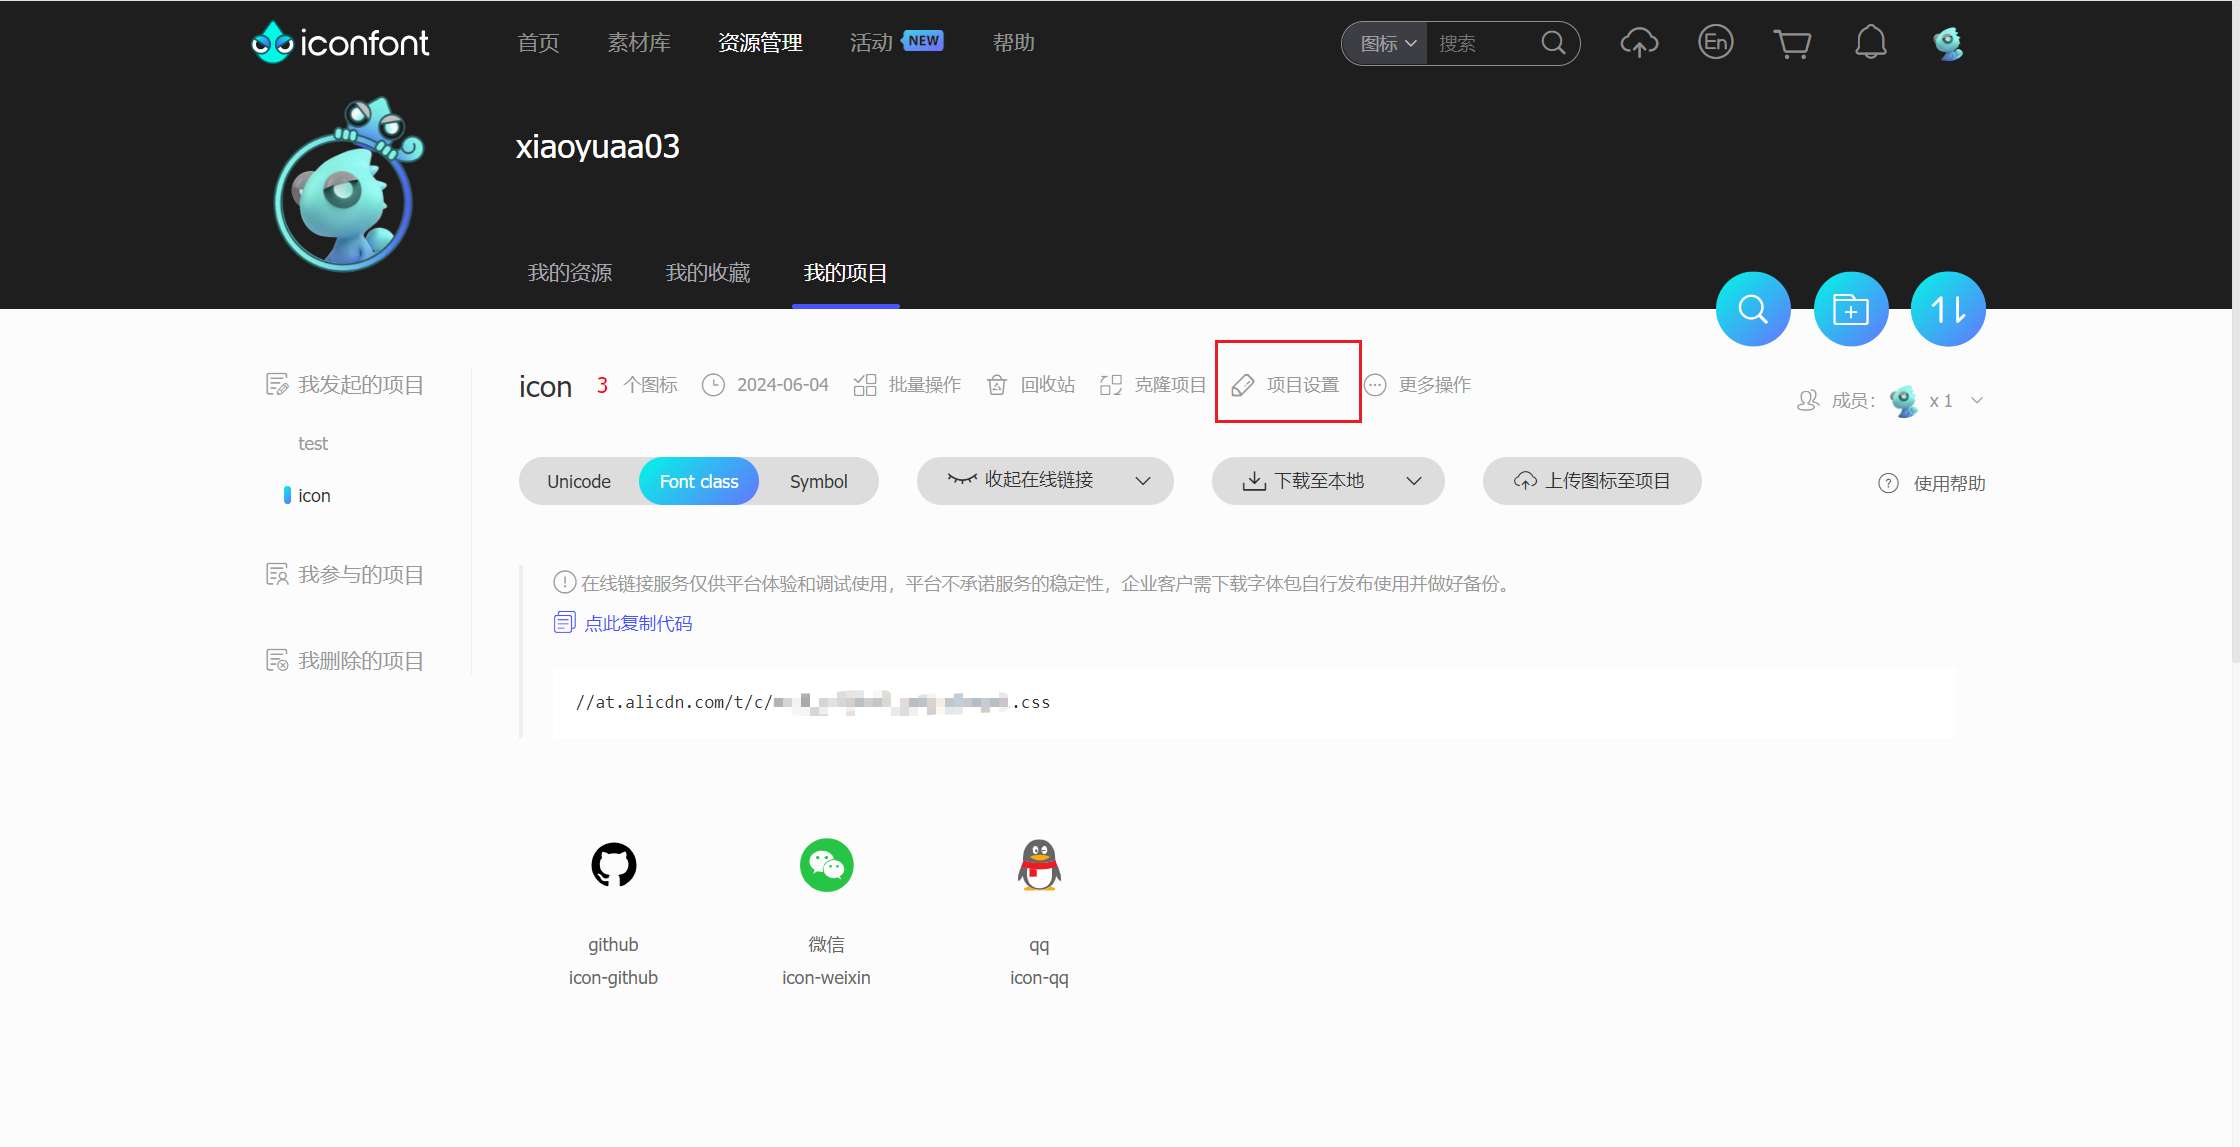 iconfont 首页 素材库 资源管理 活动 NEW 帮助 图标 搜索 En
xiaoyuaa03
我的资源 我的收藏 我的项目
我发起的项目
test
icon
我参与的项目
我删除的项目
icon 3 个图标 2024-06-04 批量操作 回收站 克隆项目 项目设置 更多操作
成员： x 1
Unicode Font class Symbol 收起在线链接 下载至本地 上传图标至项目 使用帮助
在线链接服务仅供平台体验和调试使用，平台不承诺服务的稳定性，企业客户需下载字体包自行发布使用并做好备份。
点此复制代码
//at.alicdn.com/t/c/ .css
github 微信 qq
icon-github icon-weixin icon-qq